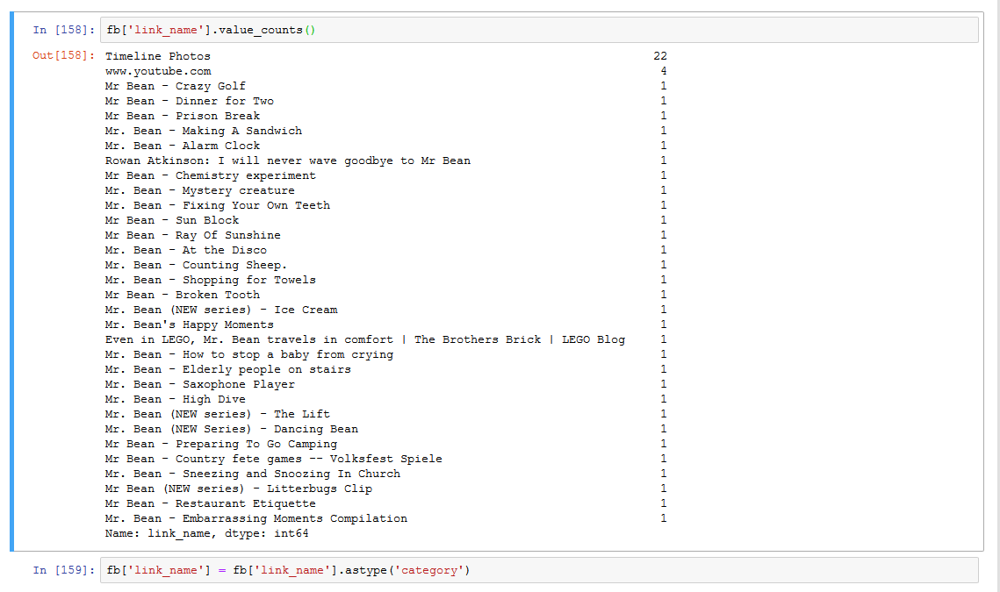 In [158]: fb['link_name'].value_counts()
Out[158]: Timeline Photos 22
www.youtube.com 4
Mr Bean - Crazy Golf 1
Mr Bean - Dinner for Two 1
Mr Bean - Prison Break 1
Mr. Bean - Making A Sandwich 1
Mr. Bean - Alarm Clock 1
Rowan Atkinson: I will never wave goodbye to Mr Bean 1
Mr Bean - Chemistry experiment 1
Mr. Bean - Mystery creature 1
Mr. Bean - Fixing Your Own Teeth 1
Mr Bean - Sun Block 1
Mr Bean - Ray Of Sunshine 1
Mr. Bean - At the Disco 1
Mr. Bean - Counting Sheep. 1
Mr. Bean - Shopping for Towels 1
Mr Bean - Broken Tooth 1
Mr. Bean (NEW series) - Ice Cream 1
Mr. Bean's Happy Moments 1
Even in LEGO, Mr. Bean travels in comfort | The Brothers Brick | LEGO Blog 1
Mr. Bean - How to stop a baby from crying 1
Mr. Bean - Elderly people on stairs 1
Mr. Bean - Saxophone Player 1
Mr. Bean - High Dive 1
Mr. Bean (NEW series) - The Lift 1
Mr. Bean (NEW Series) - Dancing Bean 1
Mr Bean - Preparing To Go Camping 1
Mr Bean - Country fete games -- Volksfest Spiele 1
Mr. Bean - Sneezing and Snoozing In Church 1
Mr Bean (NEW series) - Litterbugs Clip 1
Mr Bean - Restaurant Etiquette 1
Mr. Bean - Embarrassing Moments Compilation 1
Name: link_name, dtype: int64
In [159]: fb['link_name'] = fb['link_name'].astype('category')